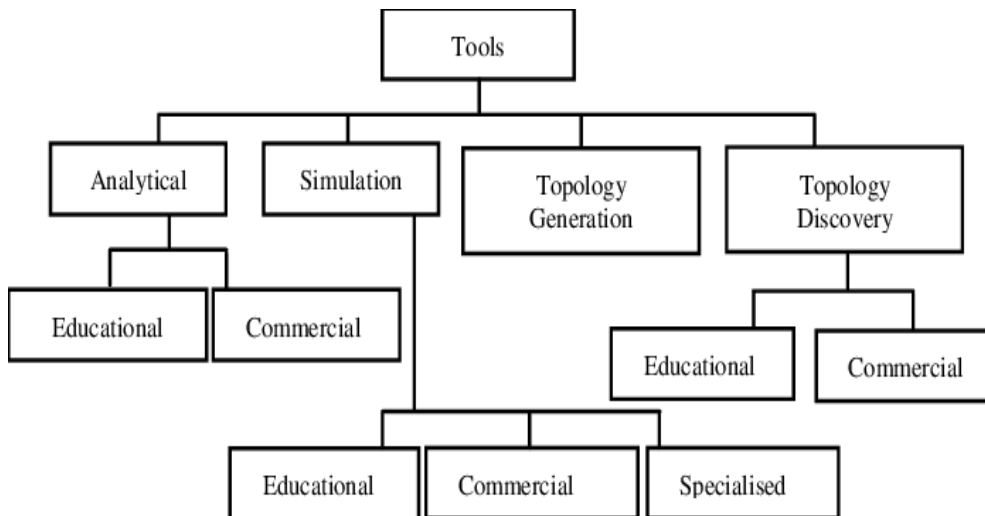 Tools
Analytical
Simulation
Topology
Generation
Topology
Discovery
Educational
Commercial
Educational
Commercial
Educational
Commercial
Specialised